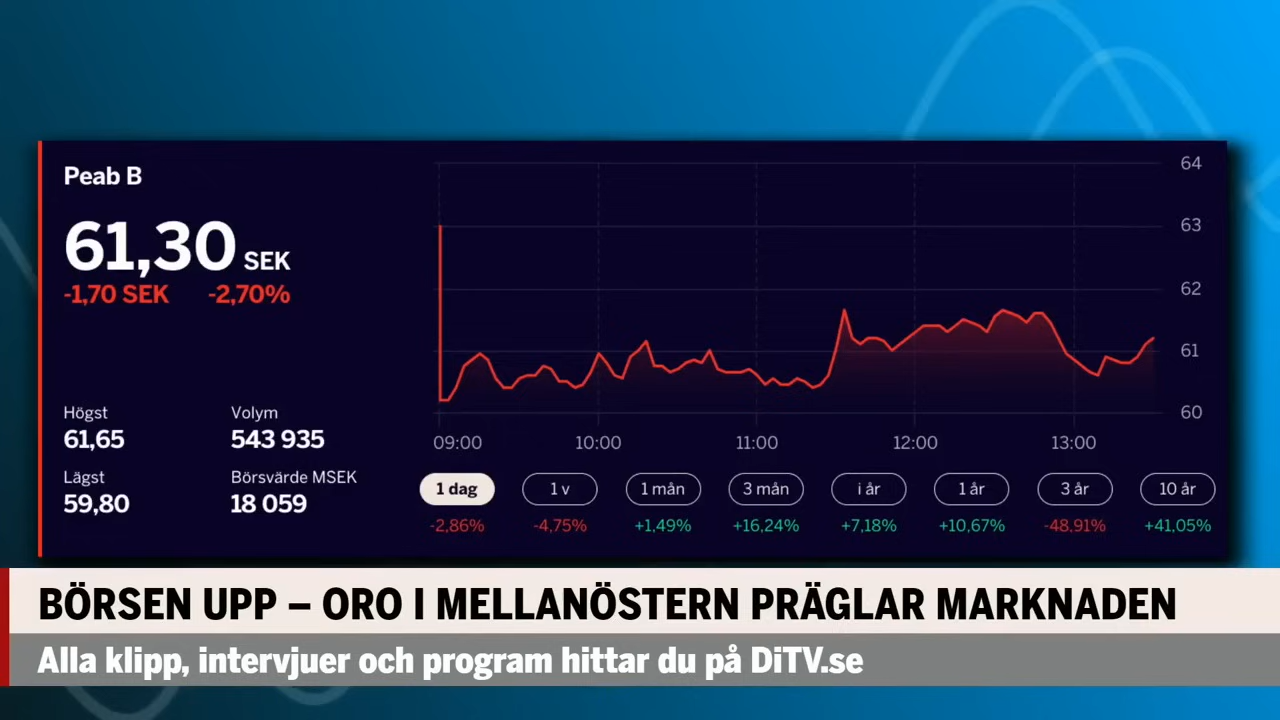 Peab B
61,30 SEK
-1,70 SEK -2,70%
Högst Volym
61,65 543 935
Lägst Börsvärde MSEK
59,80 18 059
64
63
62
61
60
09:00 10:00 11:00 12:00 13:00
1 dag 1 v 1 mån 3 mån i år 1 år 3 år 10 år
-2,86% -4,75% +1,49% +16,24% +7,18% +10,67% -48,91% +41,05%
BÖRSEN UPP – ORO I MELLANÖSTERN PRÄGLAR MARKNADEN
Alla klipp, intervjuer och program hittar du på DiTV.se